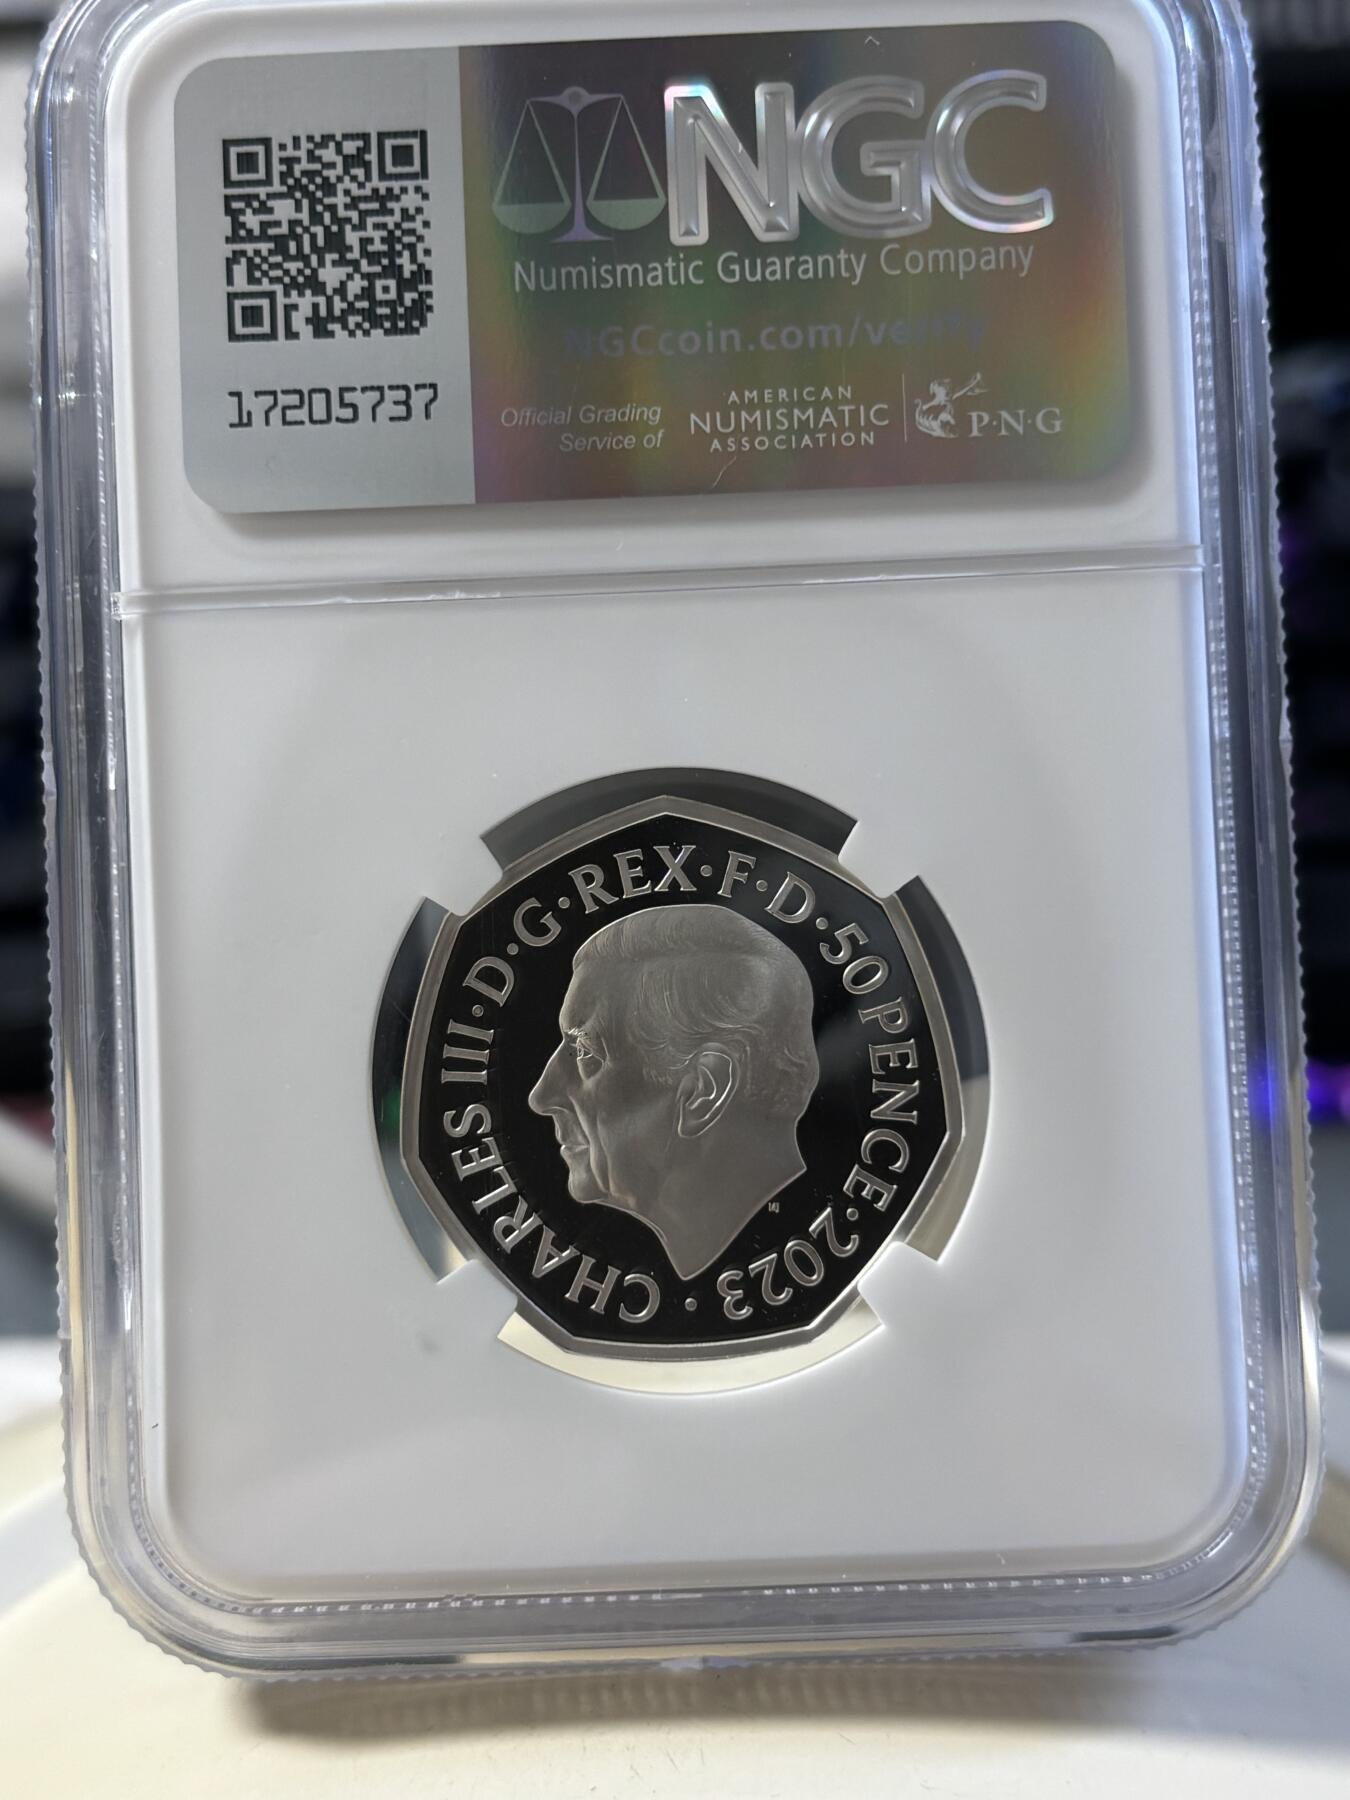 NGC
Numismatic Guaranty Company
NGCcoin.com/verify
17205737
Official Grading
Service of
AMERICAN
NUMISMATIC
ASSOCIATION
P·N·G
CHARLES III·D·G·REX·F·D·50 PENCE·2023·